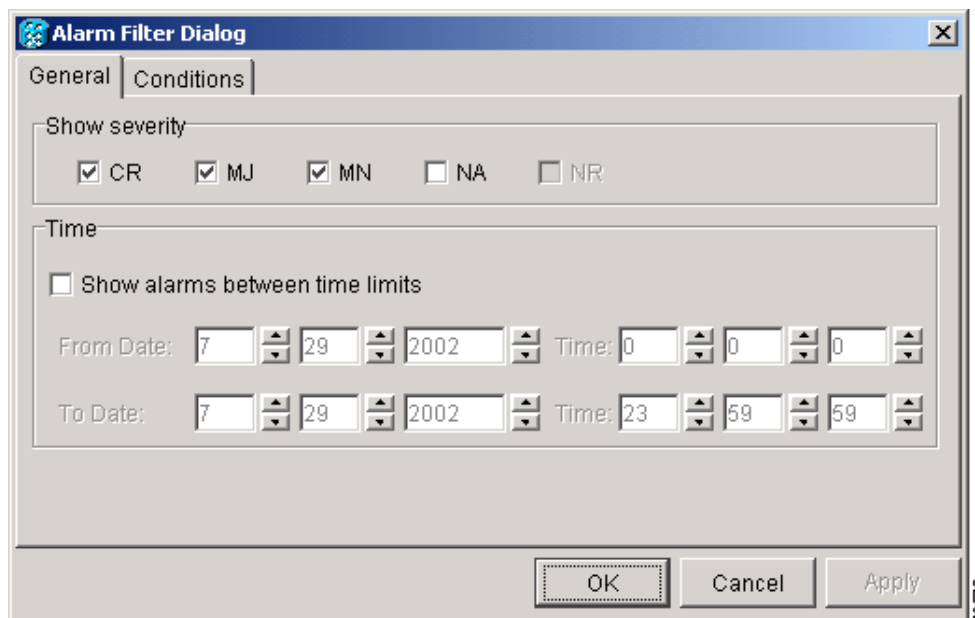 Alarm Filter Dialog
General Conditions
Show severity
CR MJ MN NA NR
Time
Show alarms between time limits
From Date: 7 29 2002 Time: 0 0 0
To Date: 7 29 2002 Time: 23 59 59
OK Cancel Apply